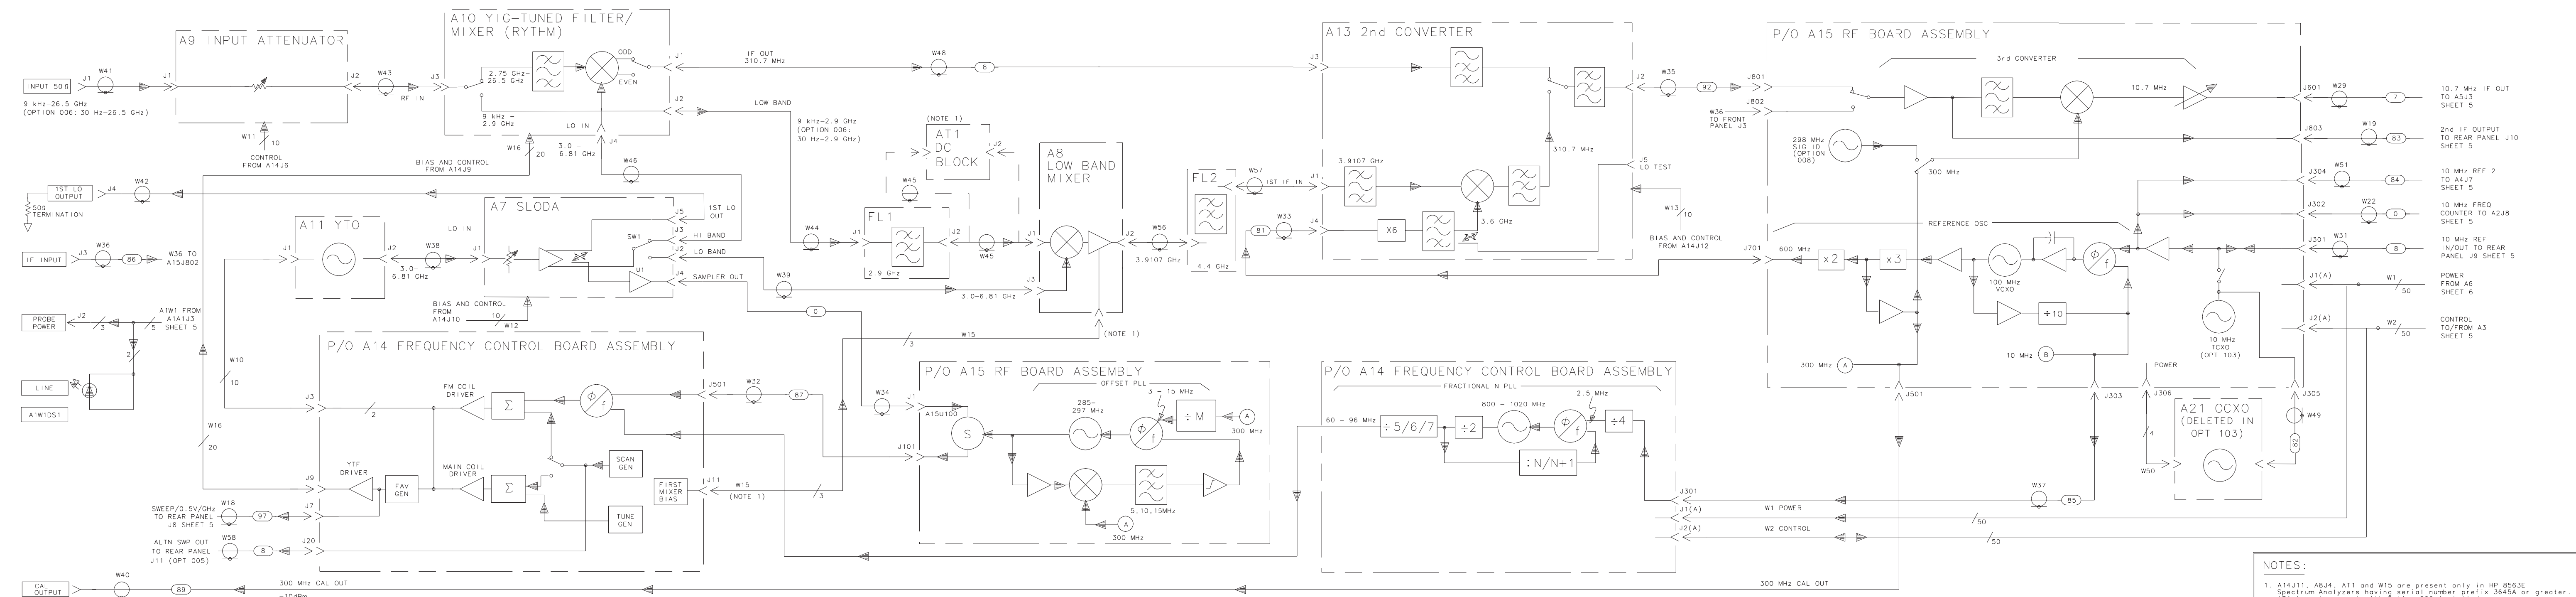 A9 INPUT ATTENUATOR
INPUT 50Ω
J1
W41
J1
J2
W43
J3
RF IN
9 kHz-26.5 GHz
(OPTION 006: 30 Hz-26.5 GHz)
W11
10
CONTROL
FROM A14J6
A10 YIG-TUNED FILTER/
MIXER (RYTHM)
2.75 GHz-
26.5 GHz
ODD
EVEN
J1
J2
9 kHz -
2.9 GHz
LO IN
J4
W16
20
BIAS AND CONTROL
FROM A14J9
3.0 -
6.81 GHz
W46
IF OUT
310.7 MHz
W48
8
LOW BAND
9 kHz-2.9 GHz
(OPTION 006:
30 Hz-2.9 GHz)
(NOTE 1)
AT1
DC
BLOCK
J2
W45
FL1
J1
J2
2.9 GHz
W44
W45
A8
LOW BAND
MIXER
J1
J2
J3
W56
3.9107 GHz
FL2
4.4 GHz
W57
1ST IF IN
81
W33
A13 2nd CONVERTER
J3
J2
310.7 MHz
J5
LO TEST
3.9107 GHz
J1
J4
X6
3.6 GHz
W13
10
BIAS AND CONTROL
FROM A14J12
W35
92
J801
J802
W36
TO FRONT
PANEL J3
P/O A15 RF BOARD ASSEMBLY
3rd CONVERTER
10.7 MHz
298 MHz
SIG ID
(OPTION
008)
300 MHz
REFERENCE OSC
J701
600 MHz
x2
x3
100 MHz
VCXO
Φ/f
÷10
10 MHz
TCXO
(OPT 103)
300 MHz
A
10 MHz
B
POWER
J501
J303
J306
J305
J601
W29
7
10.7 MHz IF OUT
TO A5J3
SHEET 5
J803
W19
83
2nd IF OUTPUT
TO REAR PANEL J10
SHEET 5
J304
W51
84
10 MHz REF 2
TO A4J7
SHEET 5
J302
W22
0
10 MHz FREQ
COUNTER TO A2J8
SHEET 5
J301
W31
8
10 MHz REF
IN/OUT TO REAR
PANEL J9 SHEET 5
J1(A)
W1
50
POWER
FROM A6
SHEET 6
J2(A)
W2
50
CONTROL
TO/FROM A3
SHEET 5
A21 OCXO
(DELETED IN
OPT 103)
4
W50
W49
82
1ST LO
OUTPUT
J4
W42
50Ω
TERMINATION
IF INPUT
J3
W36
86
W36 TO
A15J802
A11 YTO
J1
J2
W38
3.0-
6.81 GHz
A7 SLODA
LO IN
J1
SW1
U1
J5
1ST LO
OUT
J3
HI BAND
J2
LO BAND
J4
SAMPLER OUT
BIAS AND CONTROL
FROM
A14J10
10
W12
W39
3.0-6.81 GHz
0
PROBE
POWER
J2
3
5
A1W1 FROM
A1A1J3
SHEET 5
2
LINE
A1W1DS1
W10
10
W16
20
P/O A14 FREQUENCY CONTROL BOARD ASSEMBLY
FM COIL
DRIVER
Σ
Φ/f
J501
W32
87
J3
2
J9
YTF
DRIVER
FAV
GEN
MAIN COIL
DRIVER
Σ
SCAN
GEN
TUNE
GEN
FIRST
MIXER
BIAS
J11
W15
(NOTE 1)
3
W15
3
(NOTE 1)
J7
W18
97
SWEEP/0.5V/GHz
TO REAR PANEL
J8 SHEET 5
J20
W58
8
ALTN SWP OUT
TO REAR PANEL
J11 (OPT 005)
P/O A15 RF BOARD ASSEMBLY
OFFSET PLL
W34
J1
A15U100
S
J101
285-
297 MHz
3 - 15 MHz
Φ/f
÷M
A
300 MHz
5,10,15MHz
A
300 MHz
P/O A14 FREQUENCY CONTROL BOARD ASSEMBLY
FRACTIONAL N PLL
60 - 96 MHz
÷5/6/7
÷2
800 - 1020 MHz
Φ/f
2.5 MHz
÷4
÷N/N+1
J301
J1(A)
J2(A)
W37
85
W1 POWER
50
W2 CONTROL
50
CAL
OUTPUT
W40
89
300 MHz CAL OUT
-10dBm
300 MHz CAL OUT
NOTES:
1. A14J11, A8J4, AT1 and W15 are present only in HP 8563E
Spectrum Analyzers having serial number prefix 3645A or greater.